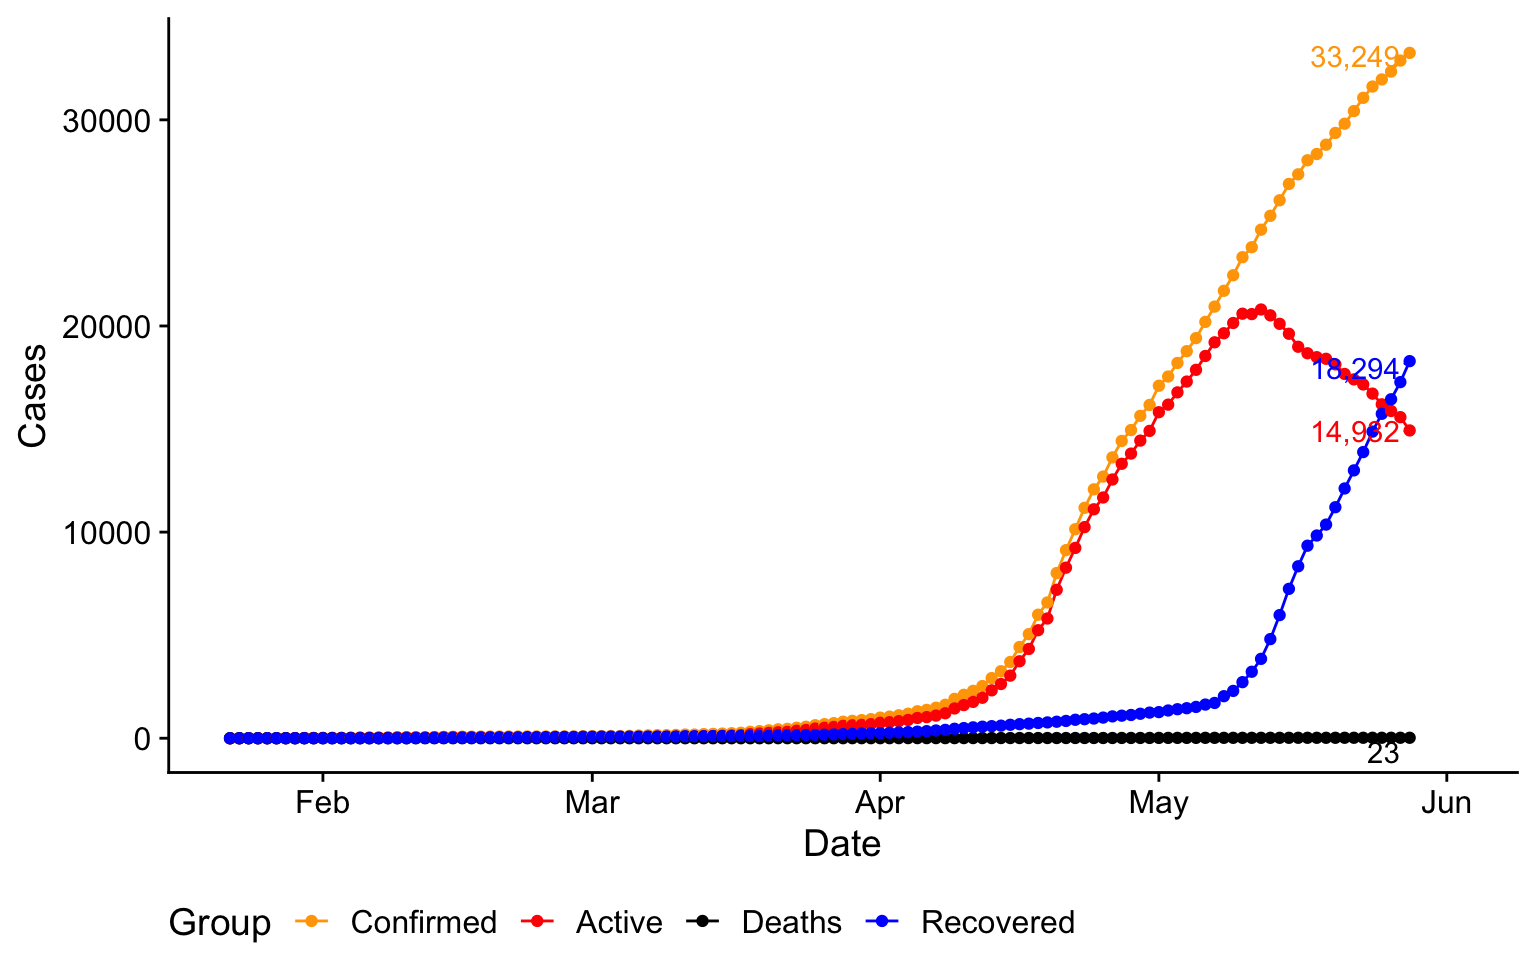 33,249
30000
20000
18,294
14,932
10000
0
23
Cases
Feb Mar Apr May Jun
Date
Group Confirmed Active Deaths Recovered